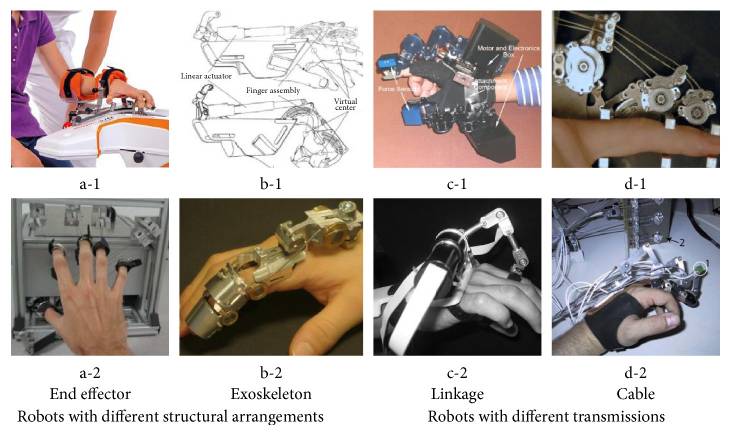 Linear actuator
Finger assembly
Virtual
center
Motor and Electronics
Box
Attachment
Component
Force Sensors
a-1
b-1
c-1
d-1
2
1
a-2
b-2
c-2
d-2
End effector
Exoskeleton
Linkage
Cable
Robots with different structural arrangements
Robots with different transmissions